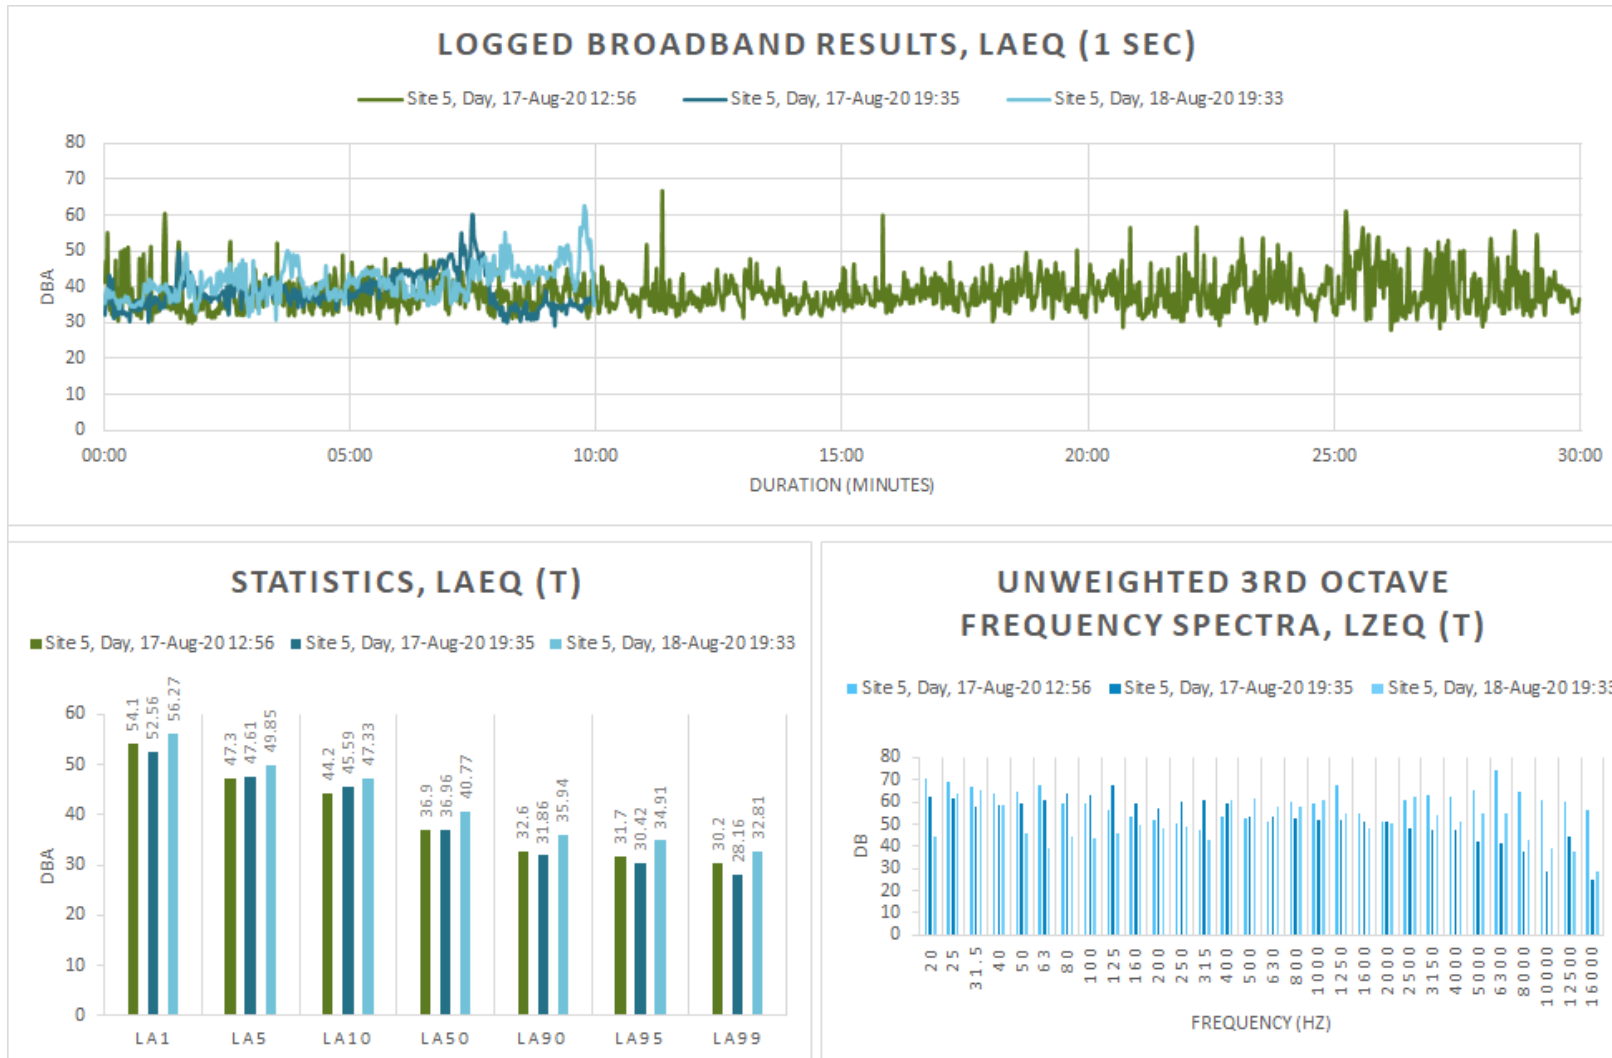 LOGGED BROADBAND RESULTS, LAEQ (1 SEC)
Site 5, Day, 17-Aug-20 12:56 Site 5, Day, 17-Aug-20 19:35 Site 5, Day, 18-Aug-20 19:33
80
70
60
50
40
30
20
10
0
DBA
00:00 05:00 10:00 15:00 20:00 25:00 30:00
DURATION (MINUTES)
STATISTICS, LAEQ (T)
Site 5, Day, 17-Aug-20 12:56 Site 5, Day, 17-Aug-20 19:35 Site 5, Day, 18-Aug-20 19:33
60
50
40
30
20
10
0
DBA
54.1 52.56 56.27
47.3 47.61 49.85
44.2 45.59 47.33
36.9 36.96 40.77
32.6 31.86 35.94
31.7 30.42 34.91
30.2 28.16 32.81
LA1 LA5 LA10 LA50 LA90 LA95 LA99
UNWEIGHTED 3RD OCTAVE
FREQUENCY SPECTRA, LZEQ (T)
Site 5, Day, 17-Aug-20 12:56 Site 5, Day, 17-Aug-20 19:35 Site 5, Day, 18-Aug-20 19:33
80
70
60
50
40
30
20
10
0
DB
20 25 31.5 40 50 63 80 100 125 160 200 250 315 400 500 630 800 1000 1250 1600 2000 2500 3150 4000 5000 6300 8000 10000 12500 16000
FREQUENCY (HZ)